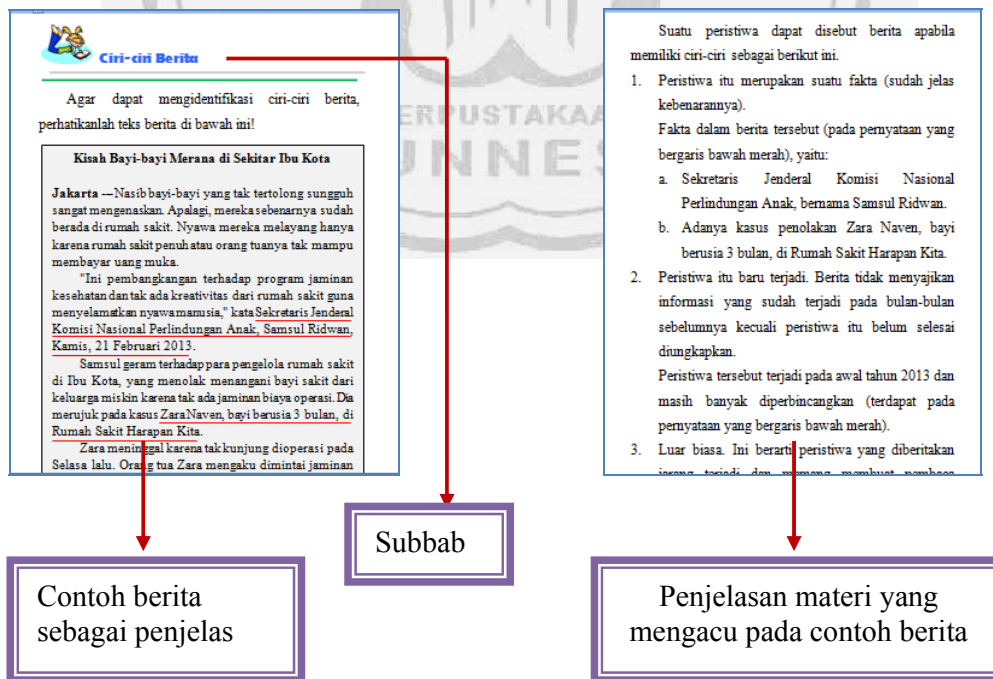 Ciri-ciri Berita
Agar dapat mengidentifikasi ciri-ciri berita,
perhatikanlah teks berita di bawah ini!
Kisah Bayi-bayi Merana di Sekitar Ibu Kota
Jakarta ---Nasib bayi-bayi yang tak tertolong sungguh
sangat mengenaskan. Apalagi, mereka sebenarnya sudah
berada di rumah sakit. Nyawa mereka melayang hanya
karena rumah sakit penuh atau orang tuanya tak mampu
membayar uang muka.
"Ini pembangkangan terhadap program jaminan
kesehatan dan tak ada kreativitas dari rumah sakit guna
menyelamatkan nyawa manusia," kata Sekretaris Jenderal
Komisi Nasional Perlindungan Anak, Samsul Ridwan,
Kamis, 21 Februari 2013.
Samsul geram terhadap para pengelola rumah sakit
di Ibu Kota, yang menolak menangani bayi sakit dari
keluarga miskin karena tak ada jaminan biaya operasi. Dia
merujuk pada kasus Zara Naven, bayi berusia 3 bulan, di
Rumah Sakit Harapan Kita.
Zara meninggal karena tak kunjung dioperasi pada
Selasa lalu. Orang tua Zara mengaku dimintai jaminan
Suatu peristiwa dapat disebut berita apabila
memiliki ciri-ciri sebagai berikut ini.
1. Peristiwa itu merupakan suatu fakta (sudah jelas
kebenarannya).
Fakta dalam berita tersebut (pada pernyataan yang
bergaris bawah merah), yaitu:
a. Sekretaris Jenderal Komisi Nasional
Perlindungan Anak, bernama Samsul Ridwan.
b. Adanya kasus penolakan Zara Naven, bayi
berusia 3 bulan, di Rumah Sakit Harapan Kita.
2. Peristiwa itu baru terjadi. Berita tidak menyajikan
informasi yang sudah terjadi pada bulan-bulan
sebelumnya kecuali peristiwa itu belum selesai
diungkapkan.
Peristiwa tersebut terjadi pada awal tahun 2013 dan
masih banyak diperbincangkan (terdapat pada
pernyataan yang bergaris bawah merah).
3. Luar biasa. Ini berarti peristiwa yang diberitakan
jarang terjadi dan memang membuat pembaca
ERPUSTAKAA
UNNES
Subbab
Contoh berita
sebagai penjelas
Penjelasan materi yang
mengacu pada contoh berita